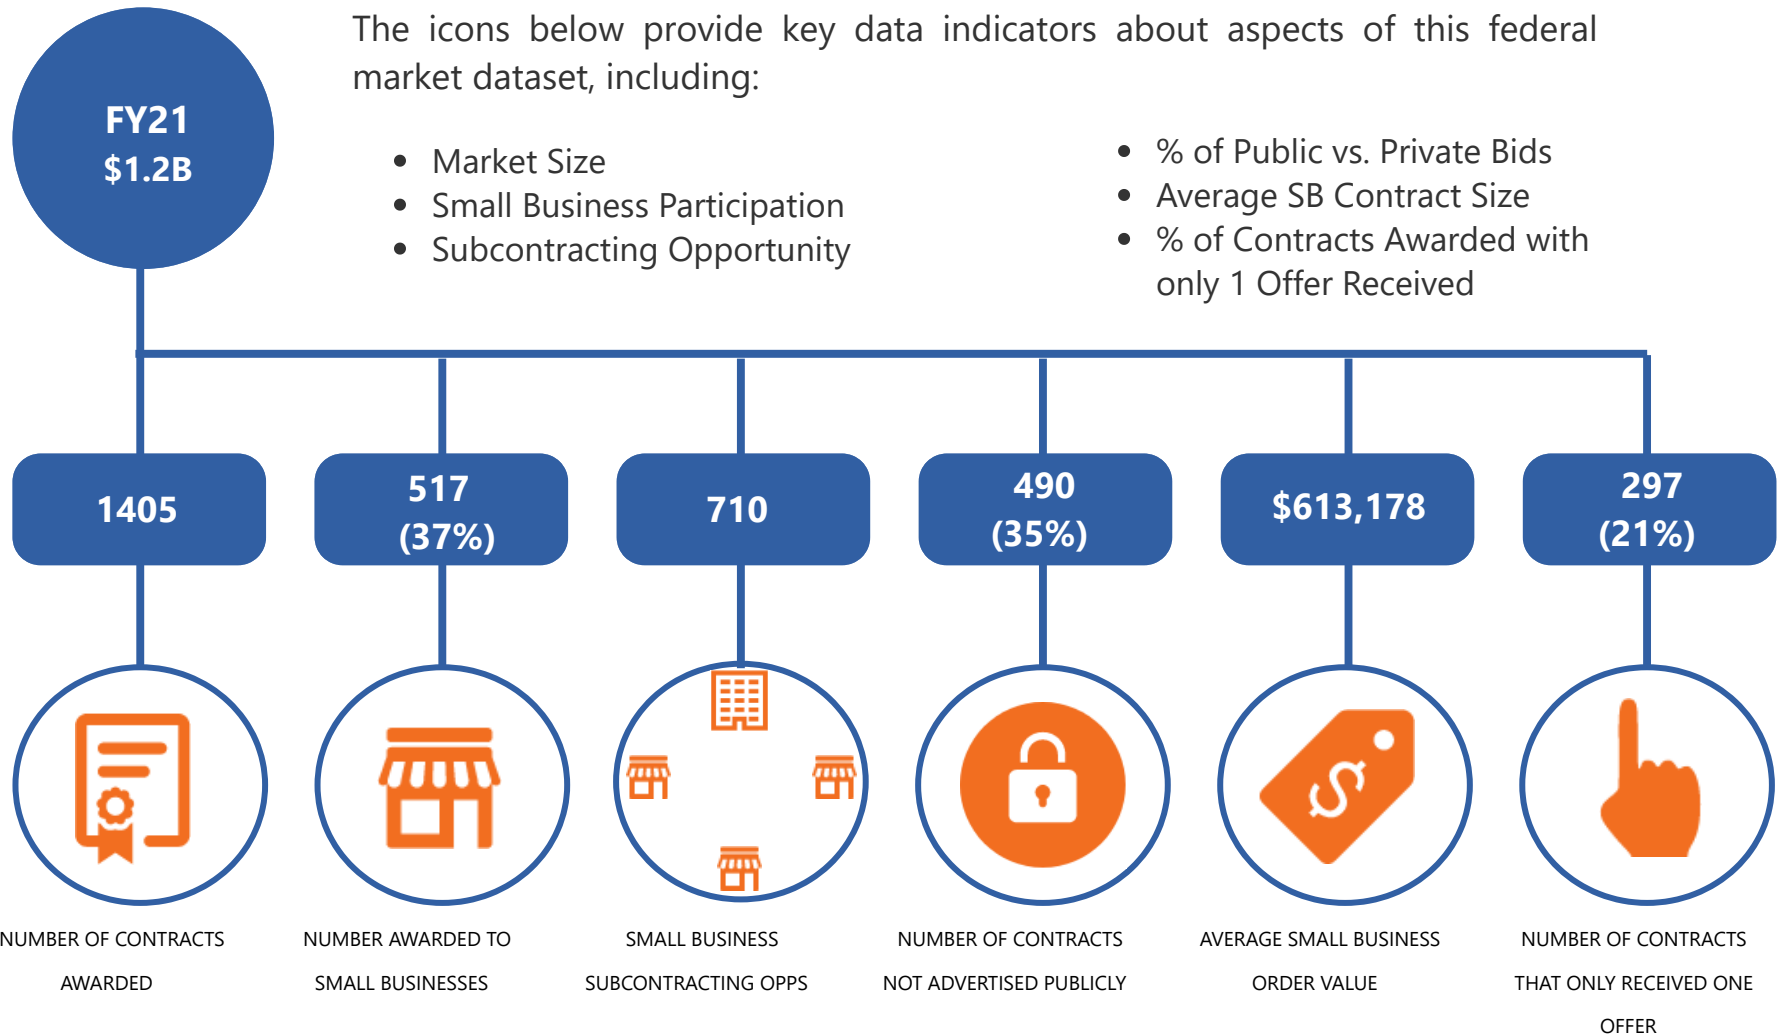 The icons below provide key data indicators about aspects of this federal
market dataset, including:
FY21
$1.2B
• Market Size
• Small Business Participation
• Subcontracting Opportunity
• % of Public vs. Private Bids
• Average SB Contract Size
• % of Contracts Awarded with
only 1 Offer Received
1405
517
(37%)
710
490
(35%)
$613,178
297
(21%)
NUMBER OF CONTRACTS
AWARDED
NUMBER AWARDED TO
SMALL BUSINESSES
SMALL BUSINESS
SUBCONTRACTING OPPS
NUMBER OF CONTRACTS
NOT ADVERTISED PUBLICLY
AVERAGE SMALL BUSINESS
ORDER VALUE
NUMBER OF CONTRACTS
THAT ONLY RECEIVED ONE
OFFER